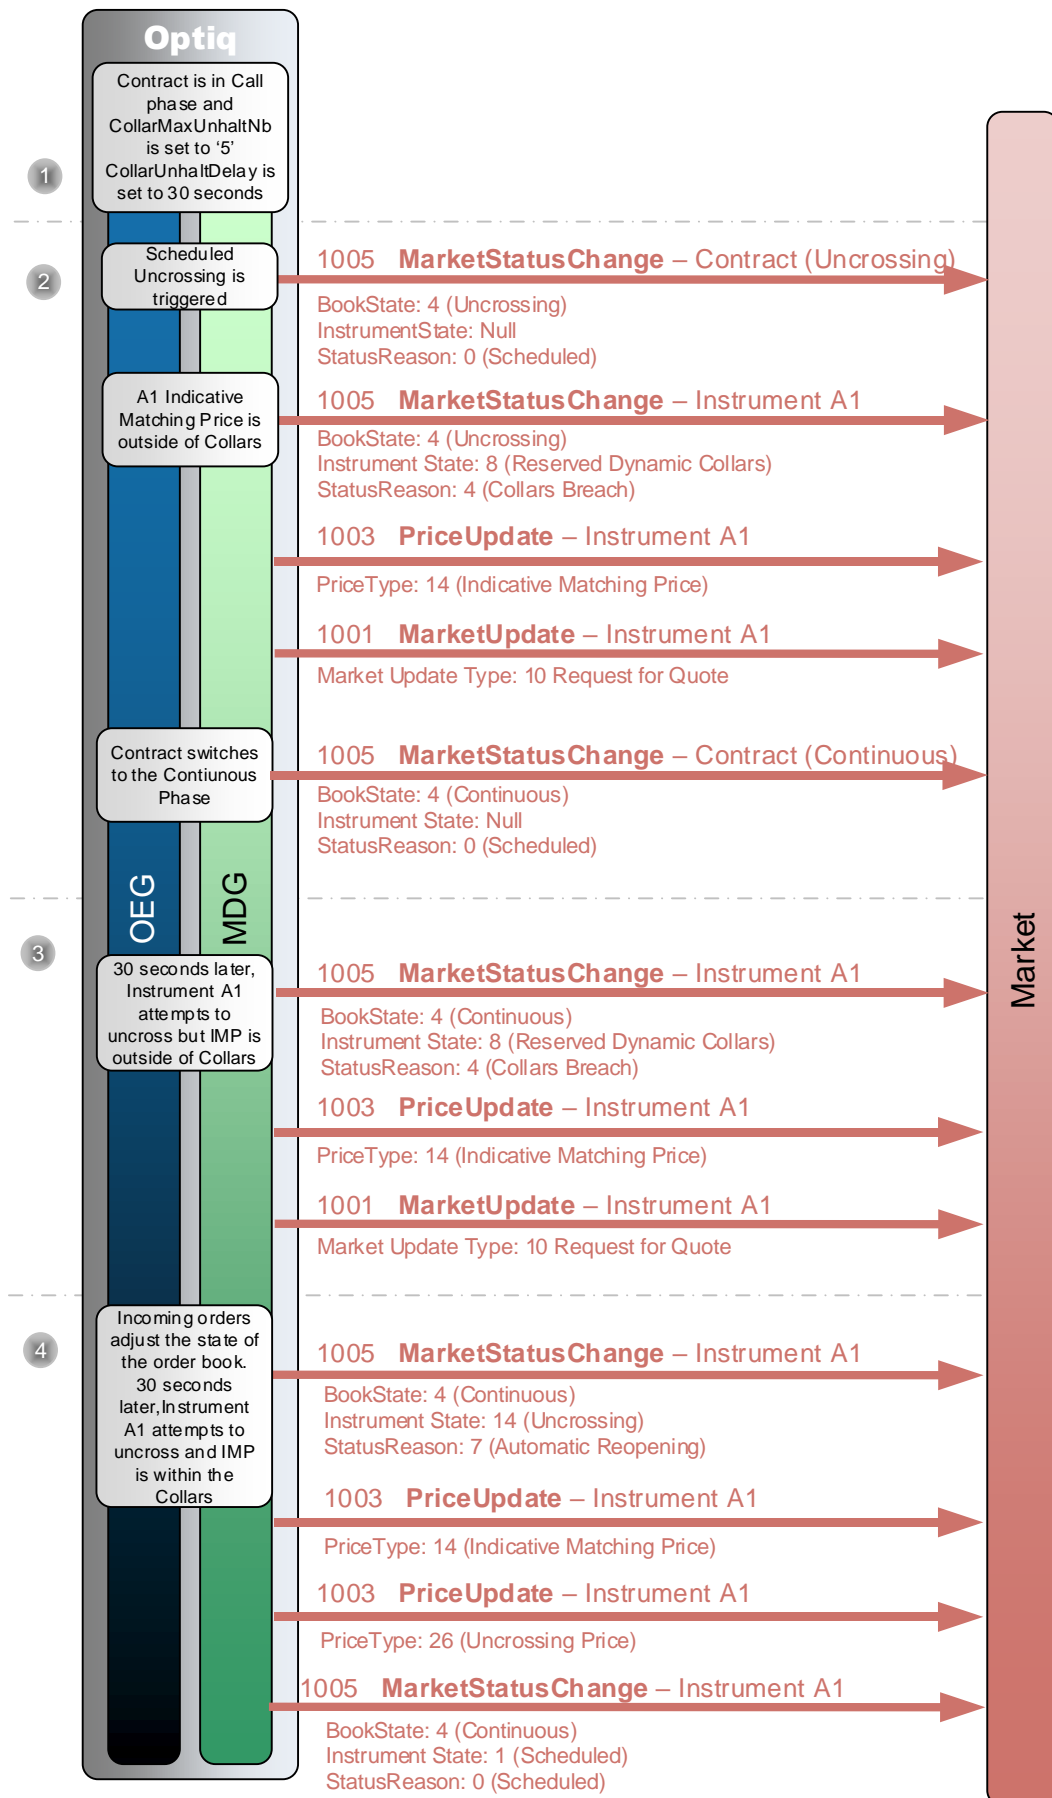 Optiq
Contract is in Call
phase and
CollarMaxUnhaltNb
is set to ‘5’
CollarUnhaltDelay is
set to 30 seconds
1
Scheduled
Uncrossing is
triggered
2
1005 MarketStatusChange – Contract (Uncrossing)
BookState: 4 (Uncrossing)
InstrumentState: Null
StatusReason: 0 (Scheduled)
A1 Indicative
Matching Price is
outside of Collars
1005 MarketStatusChange – Instrument A1
BookState: 4 (Uncrossing)
Instrument State: 8 (Reserved Dynamic Collars)
StatusReason: 4 (Collars Breach)
1003 PriceUpdate – Instrument A1
PriceType: 14 (Indicative Matching Price)
1001 MarketUpdate – Instrument A1
Market Update Type: 10 Request for Quote
Contract switches
to the Contiunous
Phase
1005 MarketStatusChange – Contract (Continuous)
BookState: 4 (Continuous)
Instrument State: Null
StatusReason: 0 (Scheduled)
OEG
MDG
Market
3
30 seconds later,
Instrument A1
attempts to
uncross but IMP is
outside of Collars
1005 MarketStatusChange – Instrument A1
BookState: 4 (Continuous)
Instrument State: 8 (Reserved Dynamic Collars)
StatusReason: 4 (Collars Breach)
1003 PriceUpdate – Instrument A1
PriceType: 14 (Indicative Matching Price)
1001 MarketUpdate – Instrument A1
Market Update Type: 10 Request for Quote
4
Incoming orders
adjust the state of
the order book.
30 seconds
later,Instrument
A1 attempts to
uncross and IMP
is within the
Collars
1005 MarketStatusChange – Instrument A1
BookState: 4 (Continuous)
Instrument State: 14 (Uncrossing)
StatusReason: 7 (Automatic Reopening)
1003 PriceUpdate – Instrument A1
PriceType: 14 (Indicative Matching Price)
1003 PriceUpdate – Instrument A1
PriceType: 26 (Uncrossing Price)
1005 MarketStatusChange – Instrument A1
BookState: 4 (Continuous)
Instrument State: 1 (Scheduled)
StatusReason: 0 (Scheduled)